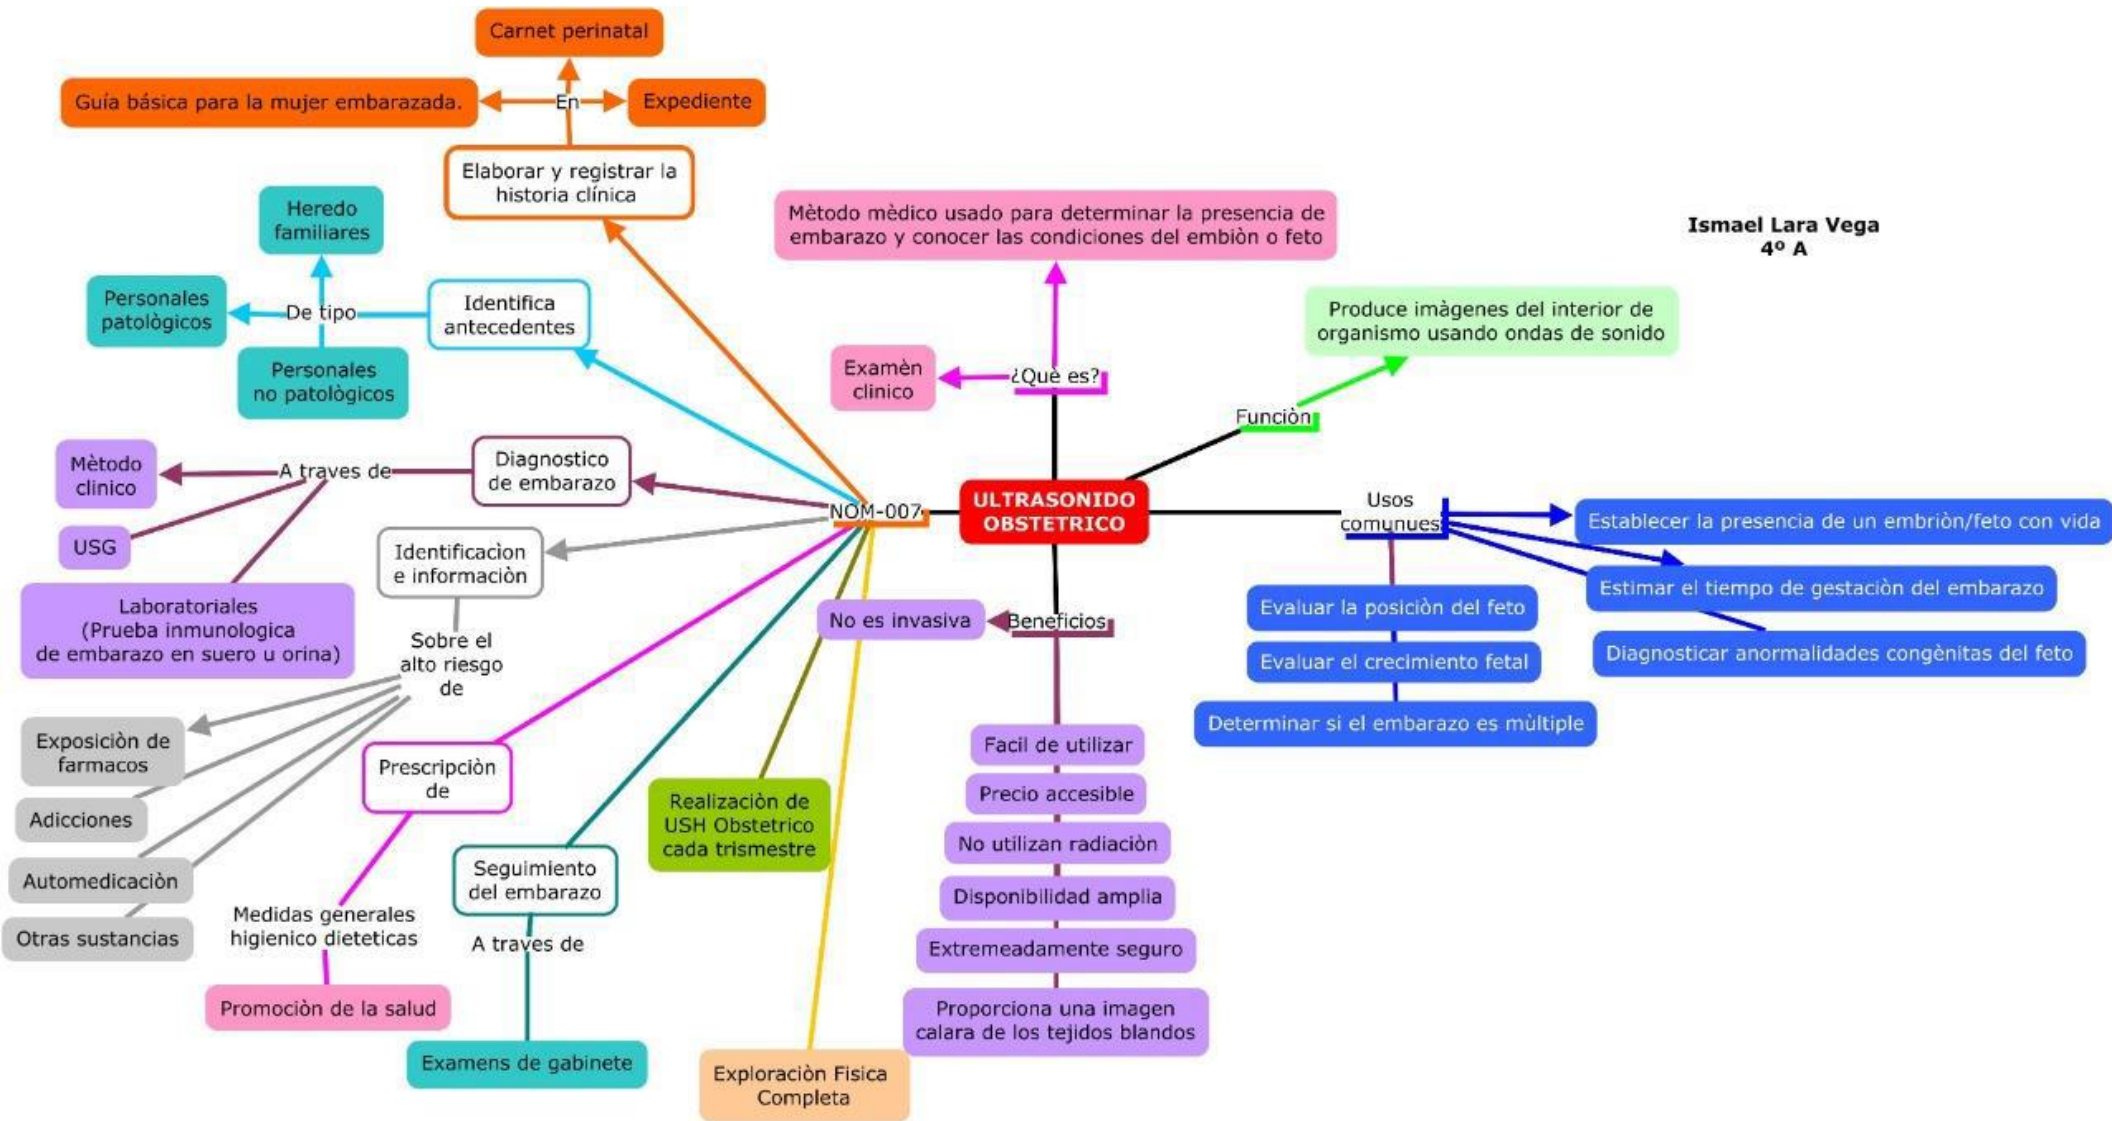 Carnet perinatal
Guía básica para la mujer embarazada.
En
Expediente
Elaborar y registrar la
historia clínica
Heredo
familiares
Personales
patològicos
De tipo
Identifica
antecedentes
Personales
no patològicos
Mètodo mèdico usado para determinar la presencia de
embarazo y conocer las condiciones del embiòn o feto
Examèn
clinico
¿Què es?
Ismael Lara Vega
4º A
Produce imàgenes del interior de
organismo usando ondas de sonido
Funciòn
Mètodo
clinico
A traves de
Diagnostico
de embarazo
USG
Laboratoriales
(Prueba inmunologica
de embarazo en suero u orina)
NOM-007
ULTRASONIDO
OBSTETRICO
Usos
comunues
Establecer la presencia de un embriòn/feto con vida
Estimar el tiempo de gestaciòn del embarazo
Diagnosticar anormalidades congènitas del feto
Evaluar la posiciòn del feto
Evaluar el crecimiento fetal
Determinar si el embarazo es mùltiple
Identificaciòn
e informaciòn
Sobre el
alto riesgo
de
Exposiciòn de
farmacos
Adicciones
Automedicaciòn
Otras sustancias
Prescripciòn
de
Medidas generales
higienico dieteticas
Promociòn de la salud
Seguimiento
del embarazo
A traves de
Examens de gabinete
Realizaciòn de
USH Obstetrico
cada trismestre
Exploraciòn Fisica
Completa
No es invasiva
Beneficios
Facil de utilizar
Precio accesible
No utilizan radiaciòn
Disponibilidad amplia
Extremeadamente seguro
Proporciona una imagen
calara de los tejidos blandos